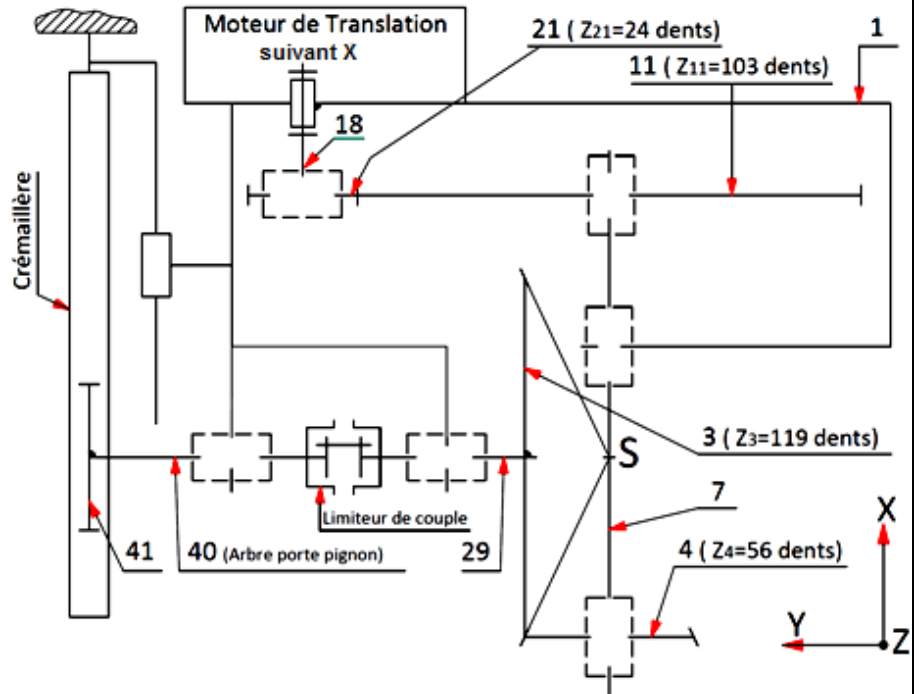 Moteur de Translation
suivant X
21 ( Z21=24 dents)
1
11 ( Z11=103 dents)
18
Crémaillère
3 ( Z3=119 dents)
S
7
Limiteur de couple
41
40 (Arbre porte pignon)
29
4 ( Z4=56 dents)
X
Y
Z